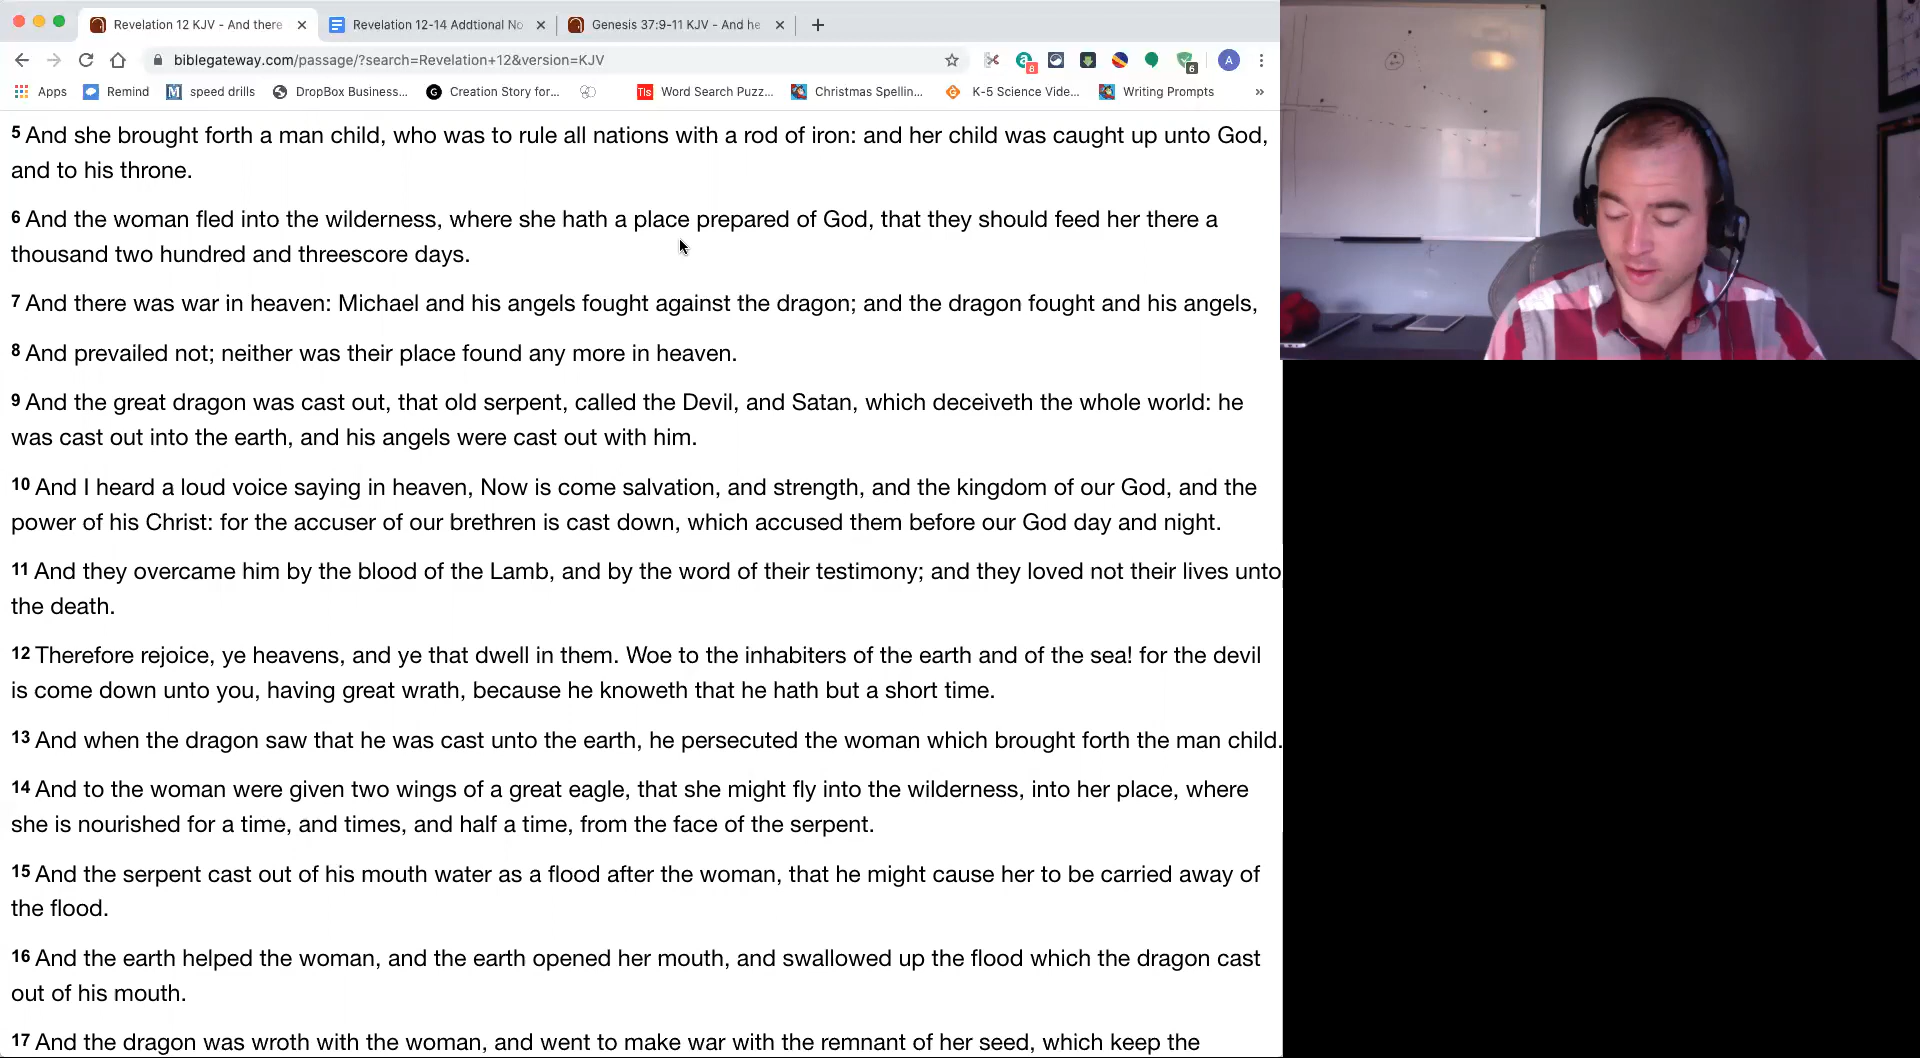 Revelation 12 KJV - And there
Revelation 12-14 Addtional No
Genesis 37:9-11 KJV - And he
biblegateway.com/passage/?search=Revelation+12&version=KJV
8
6
A
Apps
Remind
M speed drills
DropBox Business...
G Creation Story for...
Tls Word Search Puzz...
Christmas Spellin...
K-5 Science Vide...
Writing Prompts
»
5 And she brought forth a man child, who was to rule all nations with a rod of iron: and her child was caught up unto God,
and to his throne.
6 And the woman fled into the wilderness, where she hath a place prepared of God, that they should feed her there a
thousand two hundred and threescore days.
7 And there was war in heaven: Michael and his angels fought against the dragon; and the dragon fought and his angels,
8 And prevailed not; neither was their place found any more in heaven.
9 And the great dragon was cast out, that old serpent, called the Devil, and Satan, which deceiveth the whole world: he
was cast out into the earth, and his angels were cast out with him.
10 And I heard a loud voice saying in heaven, Now is come salvation, and strength, and the kingdom of our God, and the
power of his Christ: for the accuser of our brethren is cast down, which accused them before our God day and night.
11 And they overcame him by the blood of the Lamb, and by the word of their testimony; and they loved not their lives unto
the death.
12 Therefore rejoice, ye heavens, and ye that dwell in them. Woe to the inhabiters of the earth and of the sea! for the devil
is come down unto you, having great wrath, because he knoweth that he hath but a short time.
13 And when the dragon saw that he was cast unto the earth, he persecuted the woman which brought forth the man child.
14 And to the woman were given two wings of a great eagle, that she might fly into the wilderness, into her place, where
she is nourished for a time, and times, and half a time, from the face of the serpent.
15 And the serpent cast out of his mouth water as a flood after the woman, that he might cause her to be carried away of
the flood.
16 And the earth helped the woman, and the earth opened her mouth, and swallowed up the flood which the dragon cast
out of his mouth.
17 And the dragon was wroth with the woman, and went to make war with the remnant of her seed, which keep the